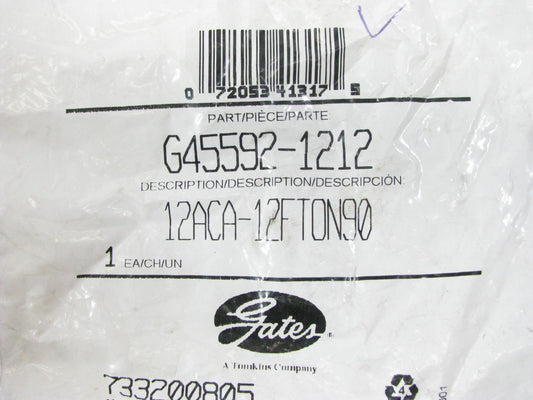 0 72053 41317 5
PART/PIÈCE/PARTE
G45592-1212
DESCRIPTION/DESCRIPTION/DESCRIPCIÓN
12ACA-12FTON90
1 EA/CH/UN
Gates
A Tomkins Company
733200805
4